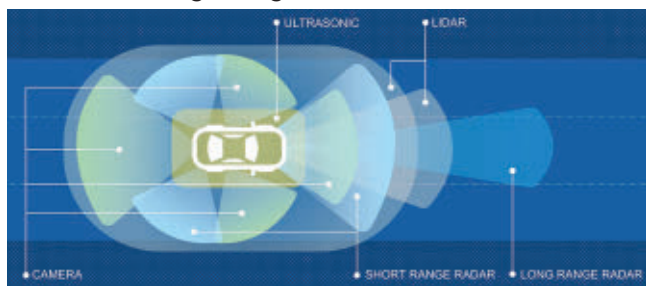 ULTRASONIC
LIDAR
CAMERA
SHORT RANGE RADAR
LONG RANGE RADAR